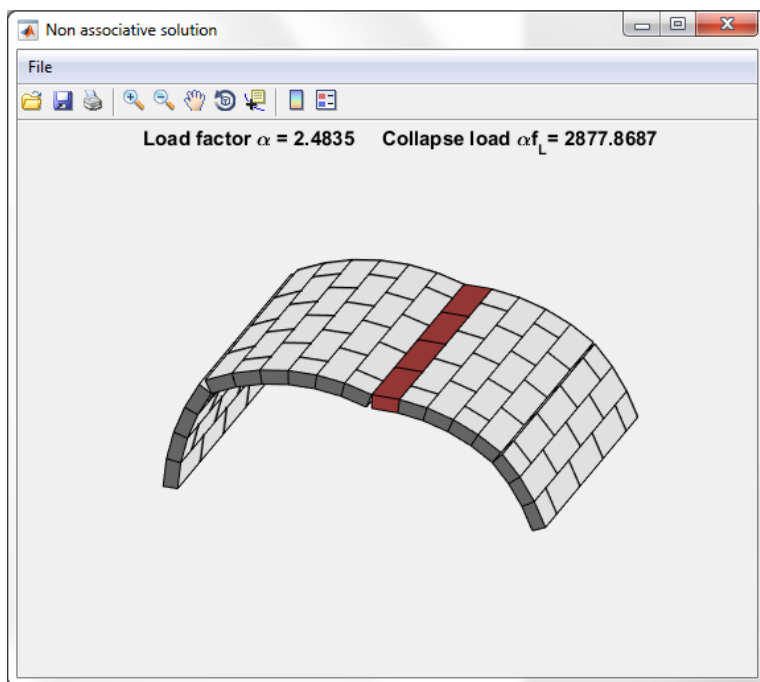 Non associative solution
File
Load factor α = 2.4835 Collapse load αf_L= 2877.8687